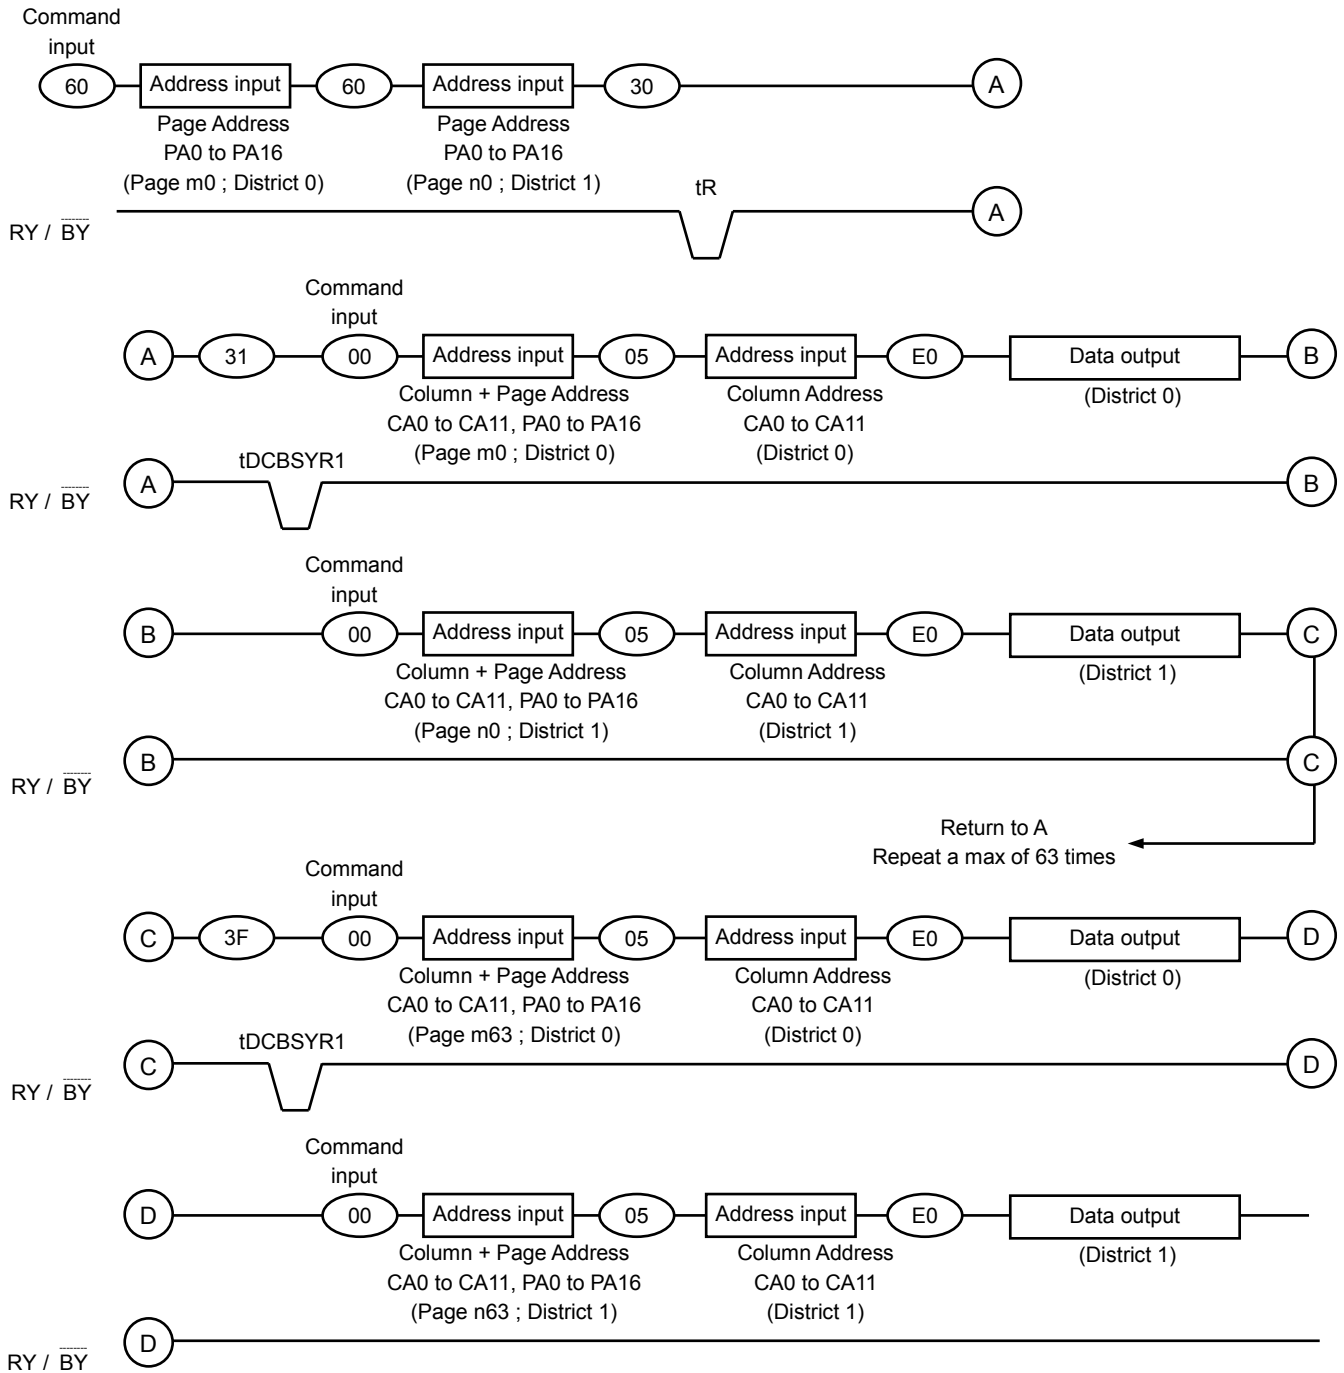 Command
input
60 Address input 60 Address input 30 A
Page Address Page Address
PA0 to PA16 PA0 to PA16
(Page m0 ; District 0) (Page n0 ; District 1)
tR
RY / BY A
Command
input
A 31 00 Address input 05 Address input E0 Data output B
Column + Page Address Column Address (District 0)
CA0 to CA11, PA0 to PA16 CA0 to CA11
(Page m0 ; District 0) (District 0)
tDCBSYR1
RY / BY A B
Command
input
B 00 Address input 05 Address input E0 Data output C
Column + Page Address Column Address (District 1)
CA0 to CA11, PA0 to PA16 CA0 to CA11
(Page n0 ; District 1) (District 1)
RY / BY B C
Return to A
Repeat a max of 63 times
Command
input
C 3F 00 Address input 05 Address input E0 Data output D
Column + Page Address Column Address (District 0)
CA0 to CA11, PA0 to PA16 CA0 to CA11
(Page m63 ; District 0) (District 0)
tDCBSYR1
RY / BY C D
Command
input
D 00 Address input 05 Address input E0 Data output
Column + Page Address Column Address (District 1)
CA0 to CA11, PA0 to PA16 CA0 to CA11
(Page n63 ; District 1) (District 1)
RY / BY D